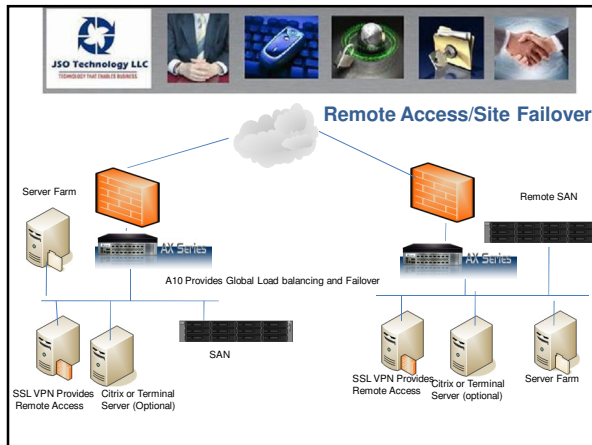 JSO Technology LLC
TECHNOLOGY THAT ENABLES BUSINESS
Remote Access/Site Failover
Server Farm
Remote SAN
AX Series
AX Series
A10 Provides Global Load balancing and Failover
SAN
SSL VPN Provides
Remote Access
Citrix or Terminal
Server (Optional)
SSL VPN Provides
Remote Access
Citrix or Terminal
Server (optional)
Server Farm